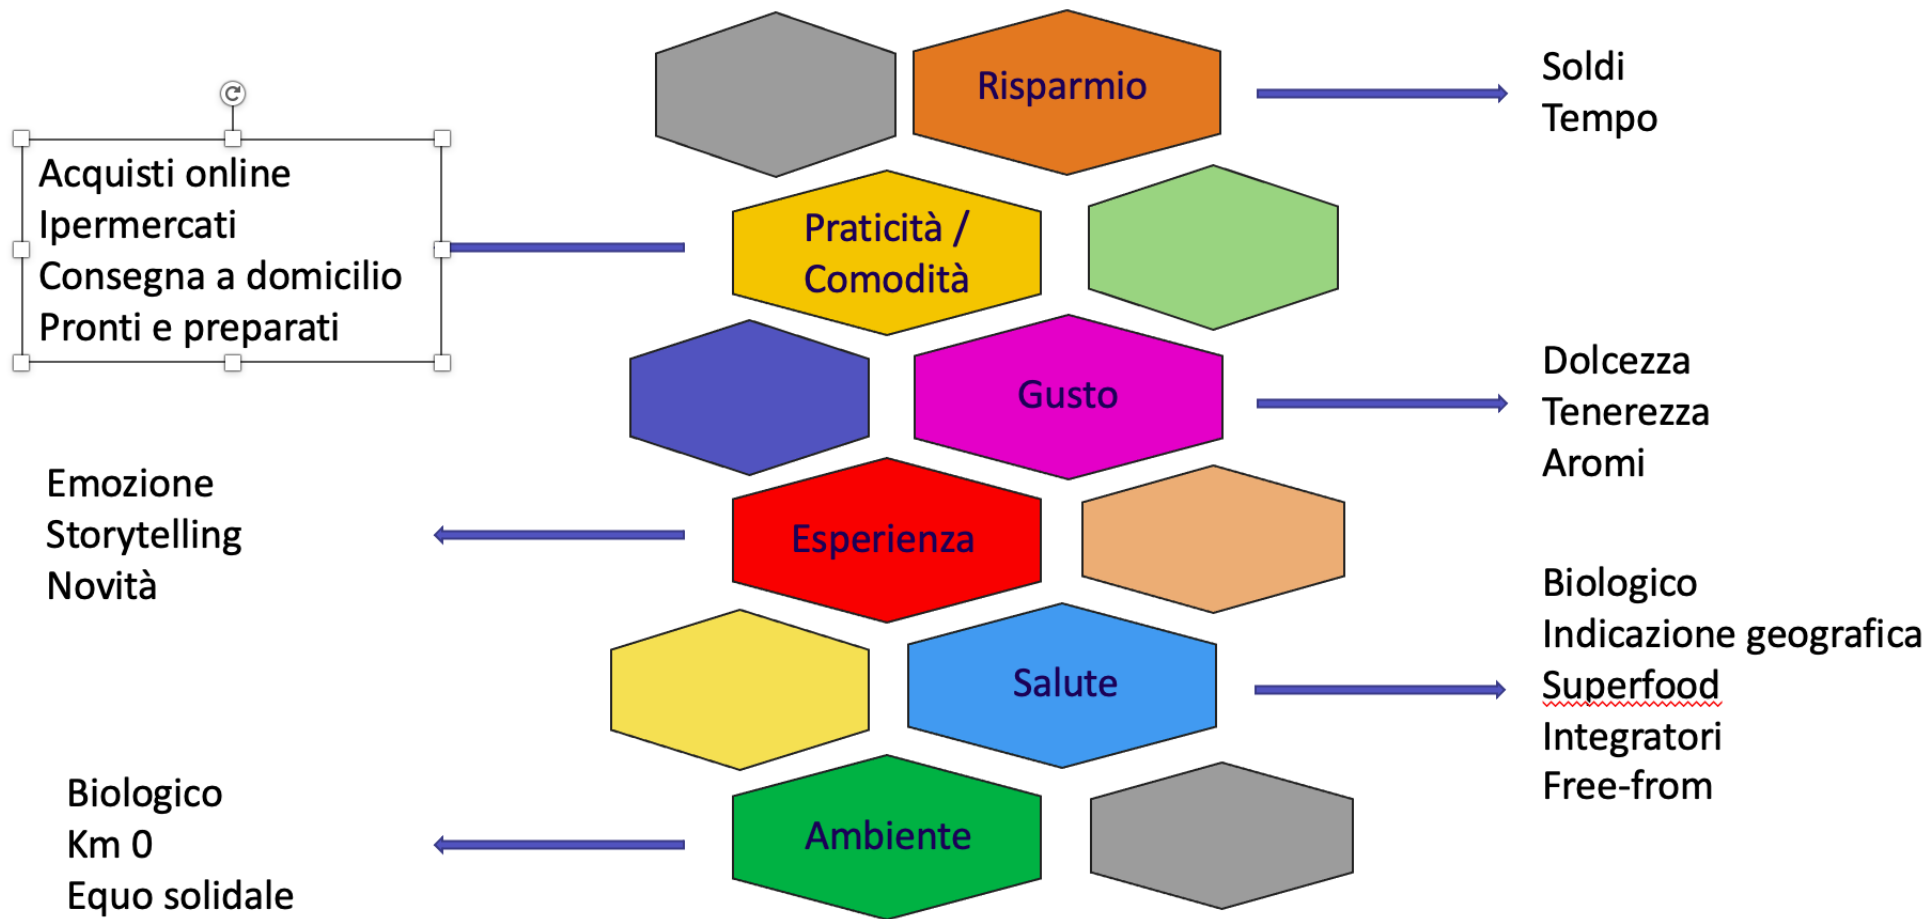 Risparmio
Soldi
Tempo
Acquisti online
Ipermercati
Consegna a domicilio
Pronti e preparati
Praticità /
Comodità
Gusto
Dolcezza
Tenerezza
Aromi
Emozione
Storytelling
Novità
Esperienza
Salute
Biologico
Indicazione geografica
Superfood
Integratori
Free-from
Biologico
Km 0
Equo solidale
Ambiente